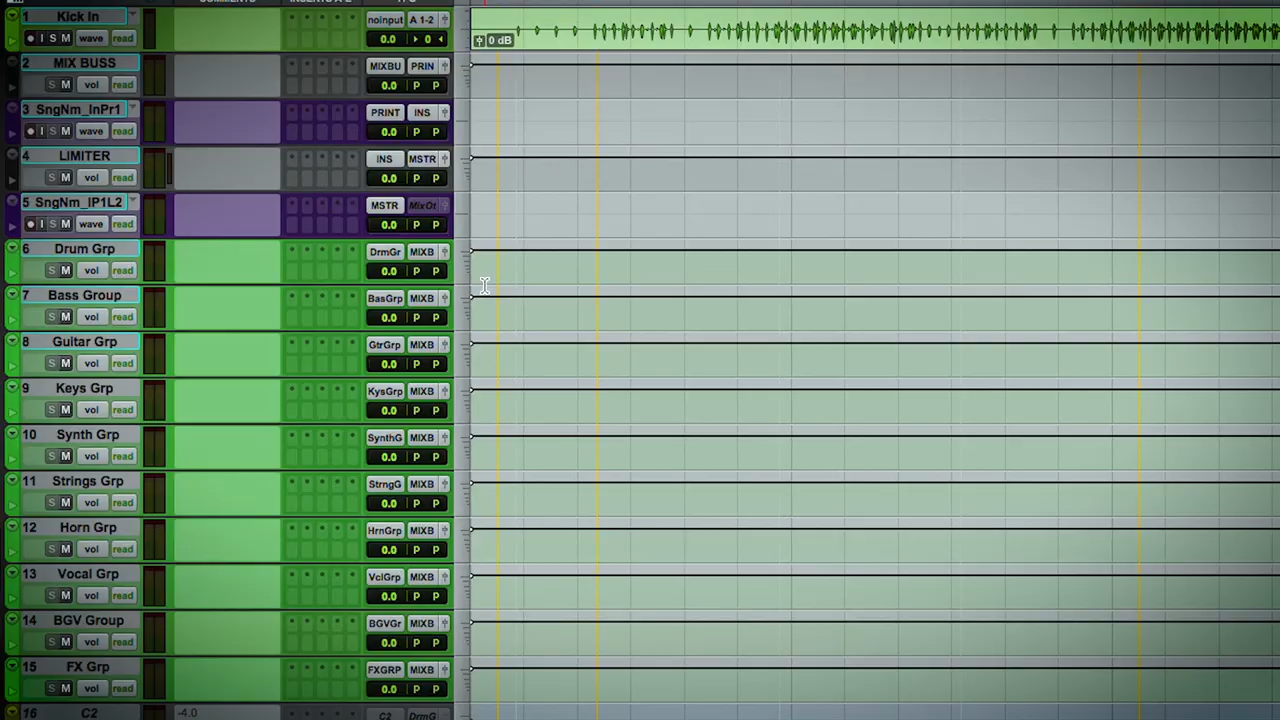 COMMENTS INSERTS A-E I/O
1 Kick In noinput A 1-2
I S M wave read 0.0 0
0 dB
2 MIX BUSS MIXBU PRIN
S M vol read 0.0 P P
3 SngNm_InPr1 PRINT INS
I S M wave read 0.0 P P
4 LIMITER INS MSTR
S M vol read 0.0 P P
5 SngNm_IP1L2 MSTR MixOt
I S M wave read 0.0 P P
6 Drum Grp DrmGr MIXB
S M vol read 0.0 P P
7 Bass Group BasGrp MIXB
S M vol read 0.0 P P
8 Guitar Grp GtrGrp MIXB
S M vol read 0.0 P P
9 Keys Grp KysGrp MIXB
S M vol read 0.0 P P
10 Synth Grp SynthG MIXB
S M vol read 0.0 P P
11 Strings Grp StrngG MIXB
S M vol read 0.0 P P
12 Horn Grp HrnGrp MIXB
S M vol read 0.0 P P
13 Vocal Grp VclGrp MIXB
S M vol read 0.0 P P
14 BGV Group BGVGr MIXB
S M vol read 0.0 P P
15 FX Grp FXGRP MIXB
S M vol read 0.0 P P
16 C2 -4.0 C2 DrmG